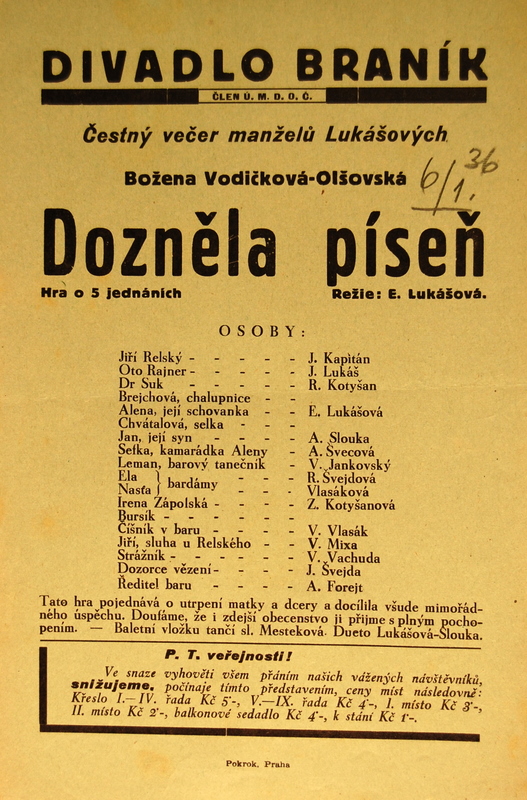 DIVADLO BRANÍK
ČLEN Ú. M. D. O. Č.
Čestný večer manželů Lukášových
Božena Vodičková-Olšovská
6/1. 36
Dozněla píseň
Hra o 5 jednáních Režie: E. Lukášová.
OSOBY:
Jiří Relský - - - - - J. Kapitán
Oto Rajner - - - - - J. Lukáš
Dr Suk - - - - - R. Kotyšan
Brejchová, chalupnice - -
Alena, její schovanka - - E. Lukášová
Chvátalová, selka - - -
Jan, její syn - - - - A. Slouka
Sefka, kamarádka Aleny - - A. Švecová
Leman, barový tanečník - - V. Jankovský
Ela } bardámy - - - R. Švejdová
Nasťa } Vlasáková
Irena Zápolská - - - - Z. Kotyšanová
Bursík - - - - - -
Číšník v baru - - - - V. Vlasák
Jiří, sluha u Relského - - V. Mixa
Strážník - - - - - - V. Vachuda
Dozorce vězení - - - - J. Švejda
Ředitel baru - - - - A. Forejt
Tato hra pojednává o utrpení matky a dcery a docílila všude mimořád-
ného úspěchu. Doufáme, že i zdejší obecenstvo ji přijme s plným pocho-
pením. — Baletní vložku tančí sl. Mesteková. Dueto Lukášová-Slouka.
P. T. veřejnosti!
Ve snaze vyhověti všem přáním našich vážených návštěvníků,
snižujeme, počínaje tímto představením, ceny míst následovně:
Křeslo I.—IV. řada Kč 5·-, V.—IX. řada Kč 4·-, I. místo Kč 3·-,
II. místo Kč 2·-, balkonové sedadlo Kč 4·-, k stání Kč 1·-.
Pokrok, Praha